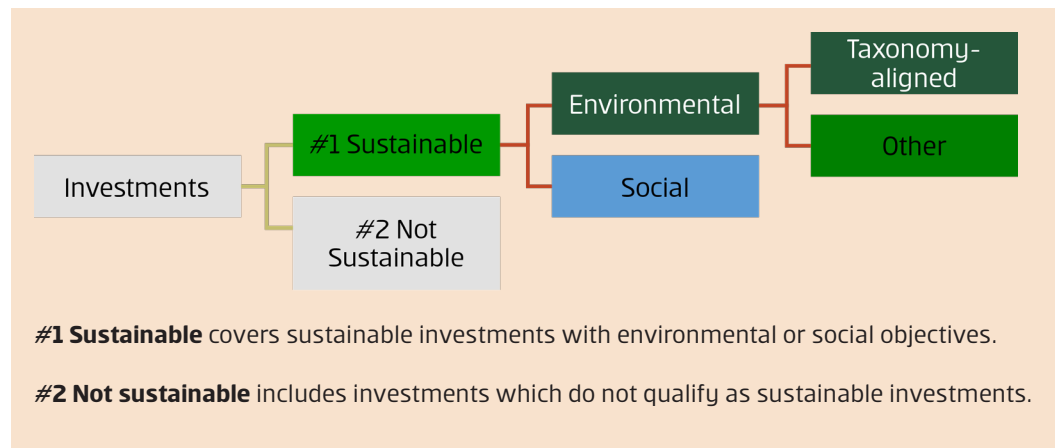 Taxonomy-
aligned
Environmental
#1 Sustainable
Other
Investments
Social
#2 Not
Sustainable
#1 Sustainable covers sustainable investments with environmental or social objectives.
#2 Not sustainable includes investments which do not qualify as sustainable investments.